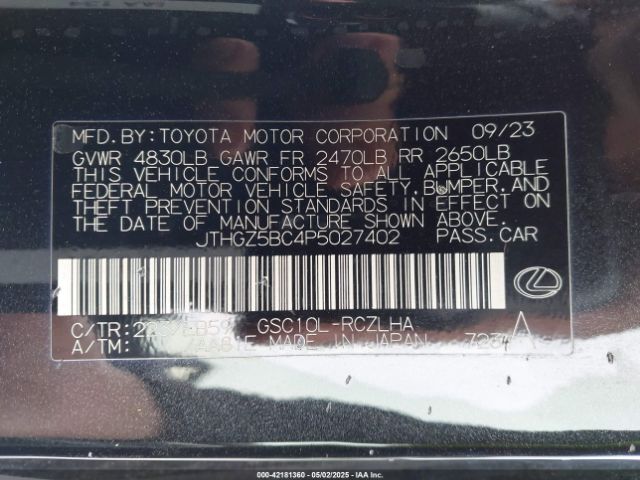 MFD.BY:TOYOTA MOTOR CORPORATION 09/23
GVWR 4830LB GAWR FR 2470LB RR 2650LB
THIS VEHICLE CONFORMS TO ALL APPLICABLE
FEDERAL MOTOR VEHICLE SAFETY,BUMPER,AND
THEFT PREVENTION STANDARDS IN EFFECT ON
THE DATE OF MANUFACTURE SHOWN ABOVE.
JTHGZ5BC4P5027402 PASS.CAR
C/TR: GSC10L-RCZLHA A
A/TM: MADE IN JAPAN
000-42181360 - 05/02/2025 - IAAI, Inc.